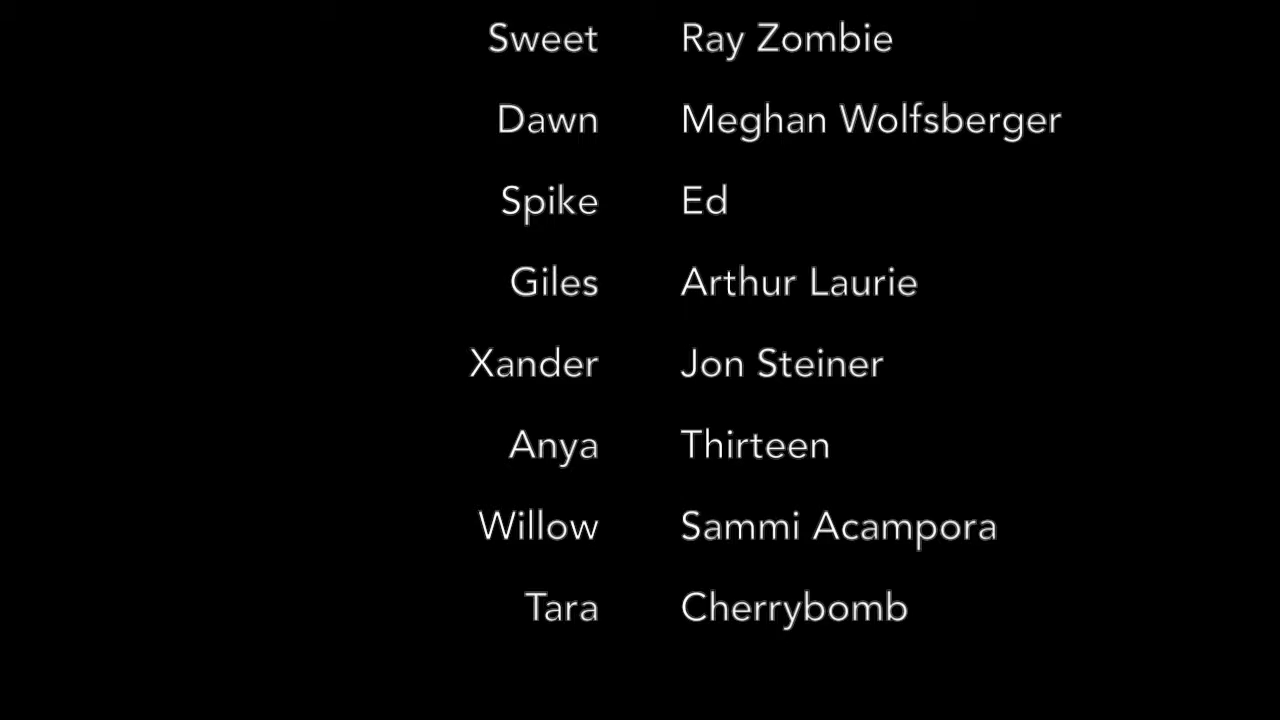 Sweet Ray Zombie
Dawn Meghan Wolfsberger
Spike Ed
Giles Arthur Laurie
Xander Jon Steiner
Anya Thirteen
Willow Sammi Acampora
Tara Cherrybomb